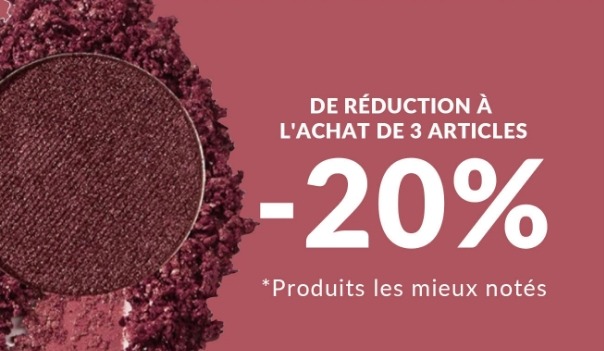 DE RÉDUCTION À
L'ACHAT DE 3 ARTICLES
-20%
*Produits les mieux notés